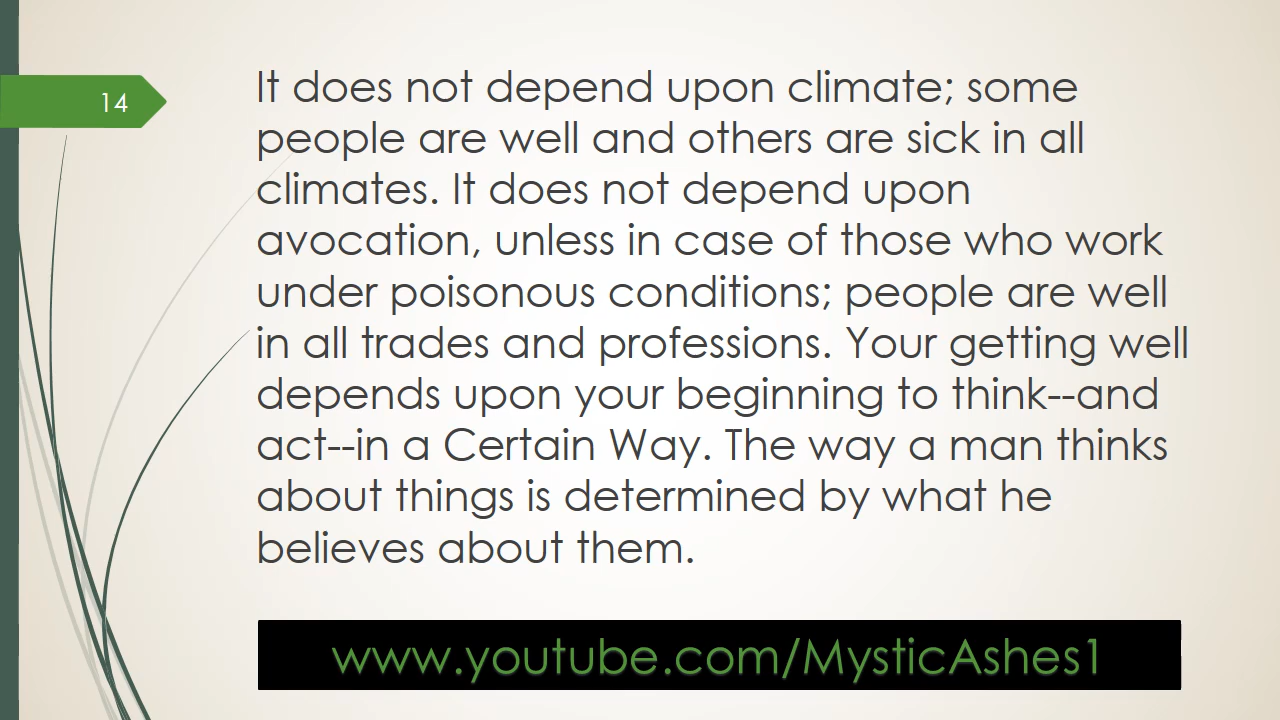 14
It does not depend upon climate; some
people are well and others are sick in all
climates. It does not depend upon
avocation, unless in case of those who work
under poisonous conditions; people are well
in all trades and professions. Your getting well
depends upon your beginning to think--and
act--in a Certain Way. The way a man thinks
about things is determined by what he
believes about them.
www.youtube.com/MysticAshes1